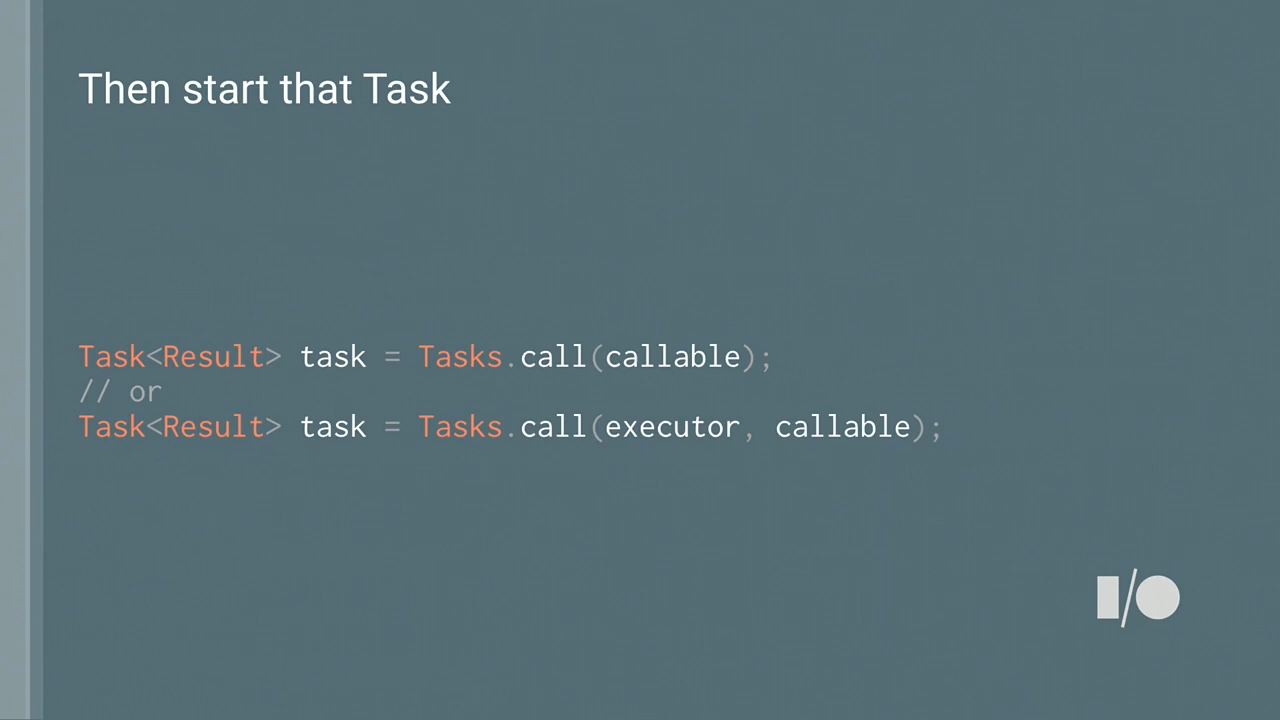 Then start that Task
Task<Result> task = Tasks.call(callable);
// or
Task<Result> task = Tasks.call(executor, callable);
I/O